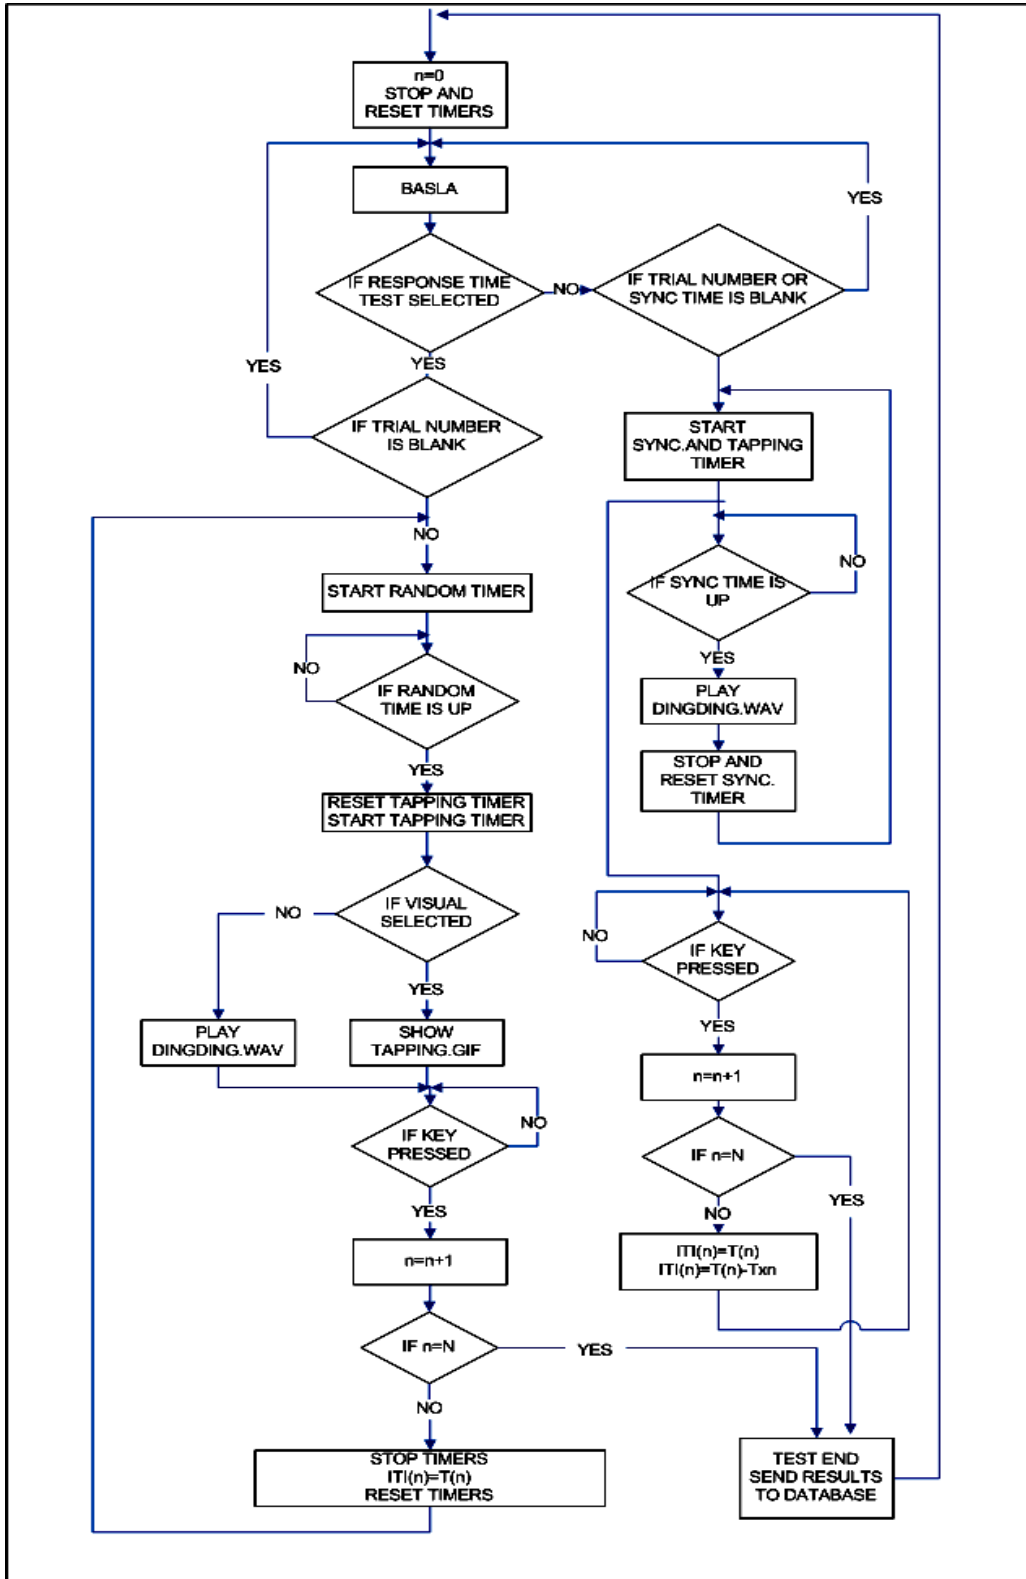 n=0
STOP AND
RESET TIMERS
BASLA
YES
IF RESPONSE TIME
TEST SELECTED
NO
IF TRIAL NUMBER OR
SYNC TIME IS BLANK
YES
YES
IF TRIAL NUMBER
IS BLANK
START
SYNC.AND TAPPING
TIMER
NO
START RANDOM TIMER
NO
IF SYNC TIME IS
UP
NO
IF RANDOM
TIME IS UP
YES
PLAY
DINGDING.WAV
YES
STOP AND
RESET SYNC.
TIMER
RESET TAPPING TIMER
START TAPPING TIMER
IF VISUAL
SELECTED
NO
NO
IF KEY
PRESSED
YES
YES
PLAY
DINGDING.WAV
SHOW
TAPPING.GIF
n=n+1
NO
IF KEY
PRESSED
IF n=N
YES
YES
NO
n=n+1
ITI(n)=T(n)
ITI(n)=T(n)-Txn
IF n=N
YES
NO
STOP TIMERS
ITI(n)=T(n)
RESET TIMERS
TEST END
SEND RESULTS
TO DATABASE